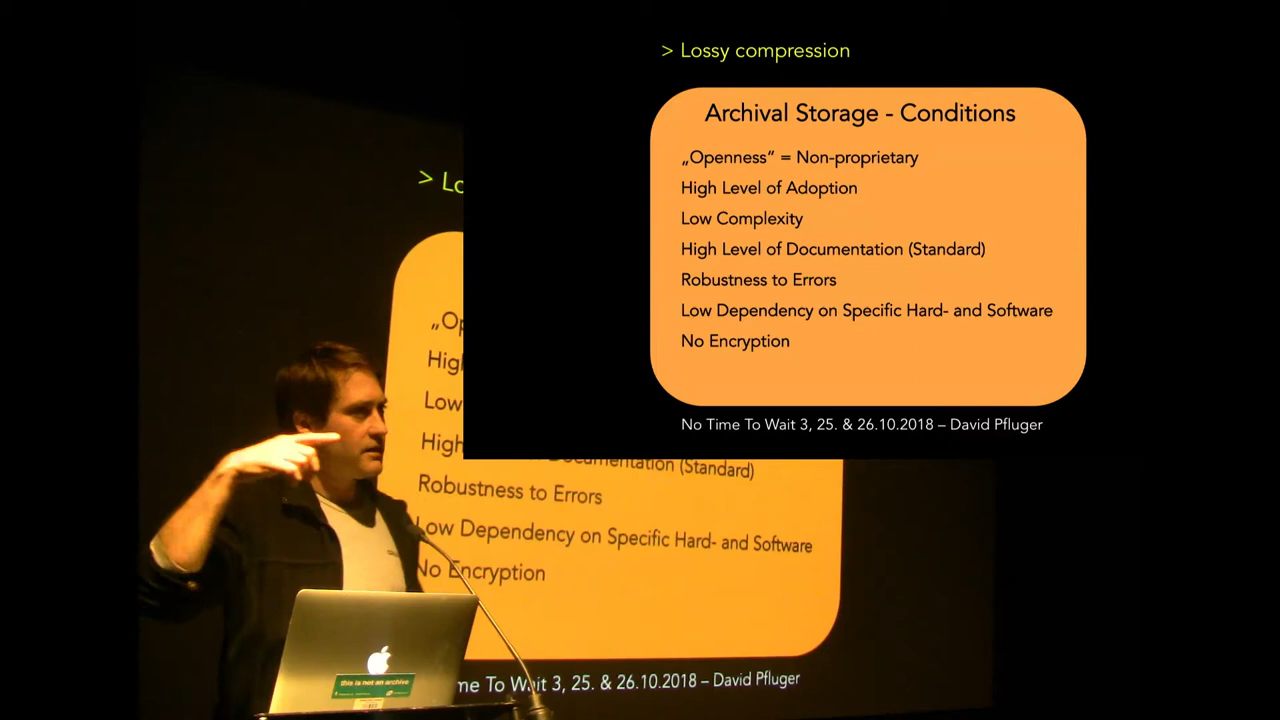 > Lossy compression
Archival Storage - Conditions
„Openness“ = Non-proprietary
High Level of Adoption
Low Complexity
High Level of Documentation (Standard)
Robustness to Errors
Low Dependency on Specific Hard- and Software
No Encryption
No Time To Wait 3, 25. & 26.10.2018 – David Pfluger
> Lo
„Op
High
Low
High
Documentation (Standard)
Robustness to Errors
Low Dependency on Specific Hard- and Software
No Encryption
me To Wait 3, 25. & 26.10.2018 – David Pfluger
this is not an archive